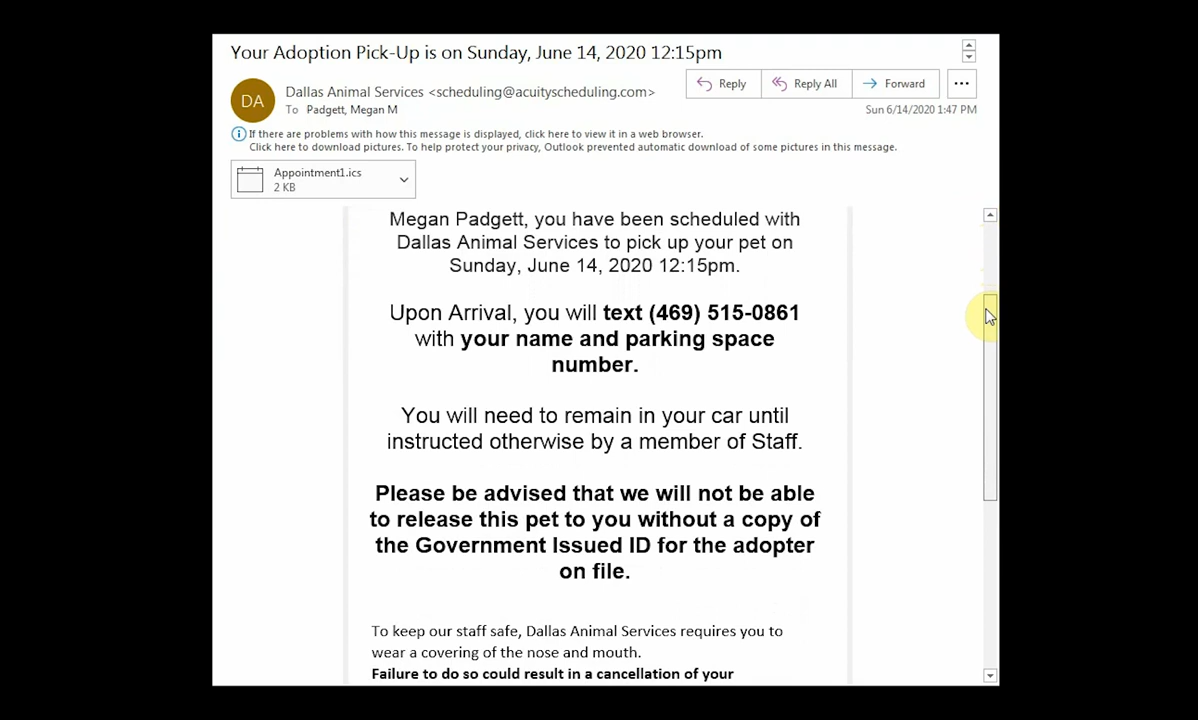 Your Adoption Pick-Up is on Sunday, June 14, 2020 12:15pm
DA
Dallas Animal Services <scheduling@acuityscheduling.com>
To Padgett, Megan M
Reply
Reply All
Forward
Sun 6/14/2020 1:47 PM
If there are problems with how this message is displayed, click here to view it in a web browser.
Click here to download pictures. To help protect your privacy, Outlook prevented automatic download of some pictures in this message.
Appointment1.ics
2 KB
Megan Padgett, you have been scheduled with
Dallas Animal Services to pick up your pet on
Sunday, June 14, 2020 12:15pm.
Upon Arrival, you will text (469) 515-0861
with your name and parking space
number.
You will need to remain in your car until
instructed otherwise by a member of Staff.
Please be advised that we will not be able
to release this pet to you without a copy of
the Government Issued ID for the adopter
on file.
To keep our staff safe, Dallas Animal Services requires you to
wear a covering of the nose and mouth.
Failure to do so could result in a cancellation of your